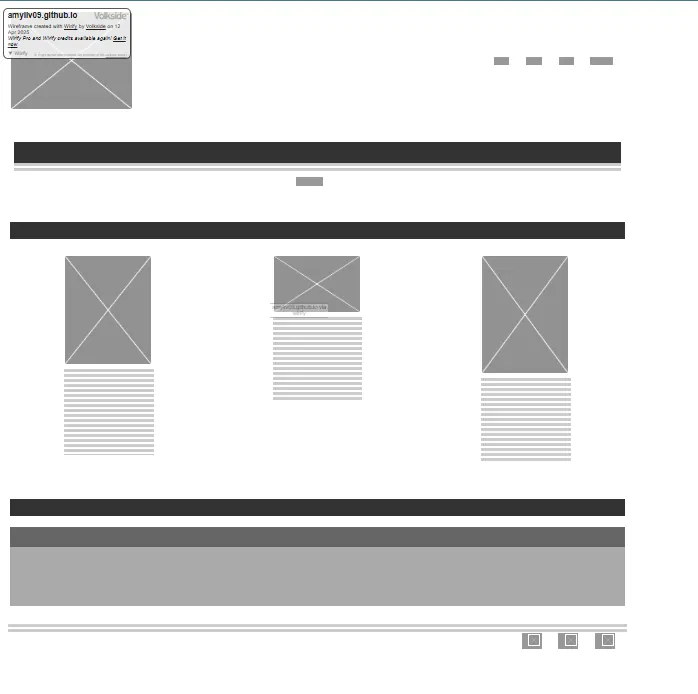 amyliv09.github.io Volkside
Wireframe created with Wirify by Volkside on 12
Apr 2025
Wirify Pro and Wirify credits available again! Get it
now
▼ Wirify
amyliv09.github.io via
Wirify